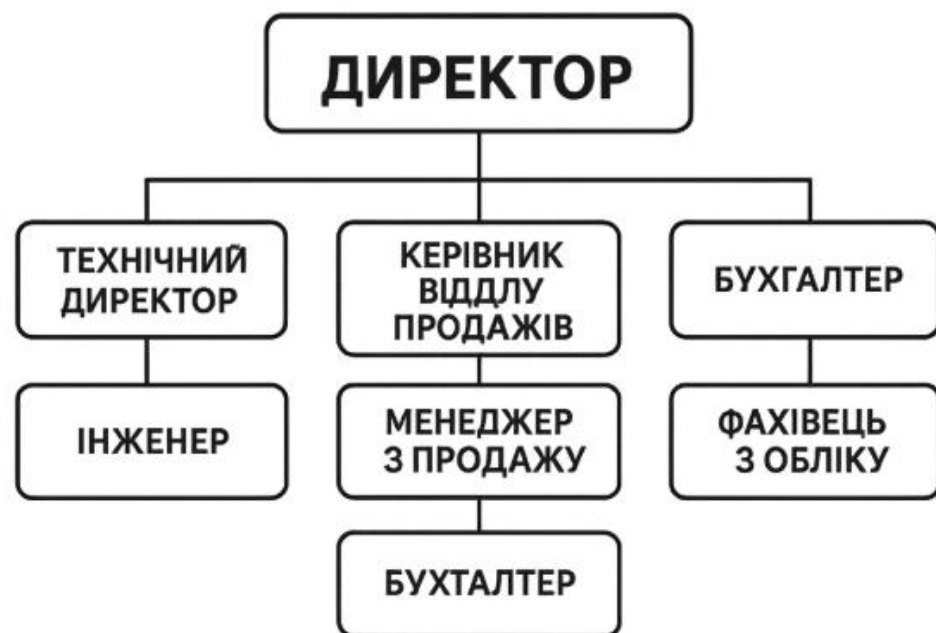 ДИРЕКТОР
ТЕХНІЧНИЙ
ДИРЕКТОР
КЕРІВНИК
ВІДДЛУ
ПРОДАЖІВ
БУХГАЛТЕР
ІНЖЕНЕР
МЕНЕДЖЕР
З ПРОДАЖУ
ФАХІВЕЦЬ
З ОБЛІКУ
БУХТАЛТЕР